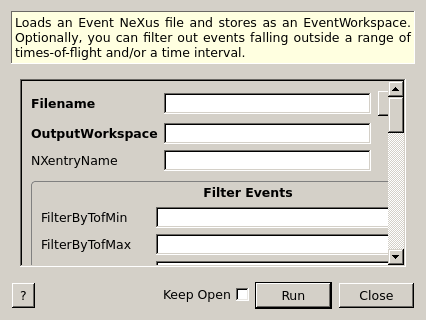 Loads an Event NeXus file and stores as an EventWorkspace.
Optionally, you can filter out events falling outside a range of
times-of-flight and/or a time interval.
Filename
OutputWorkspace
NXentryName
Filter Events
FilterByTofMin
FilterByTofMax
? Keep Open Run Close